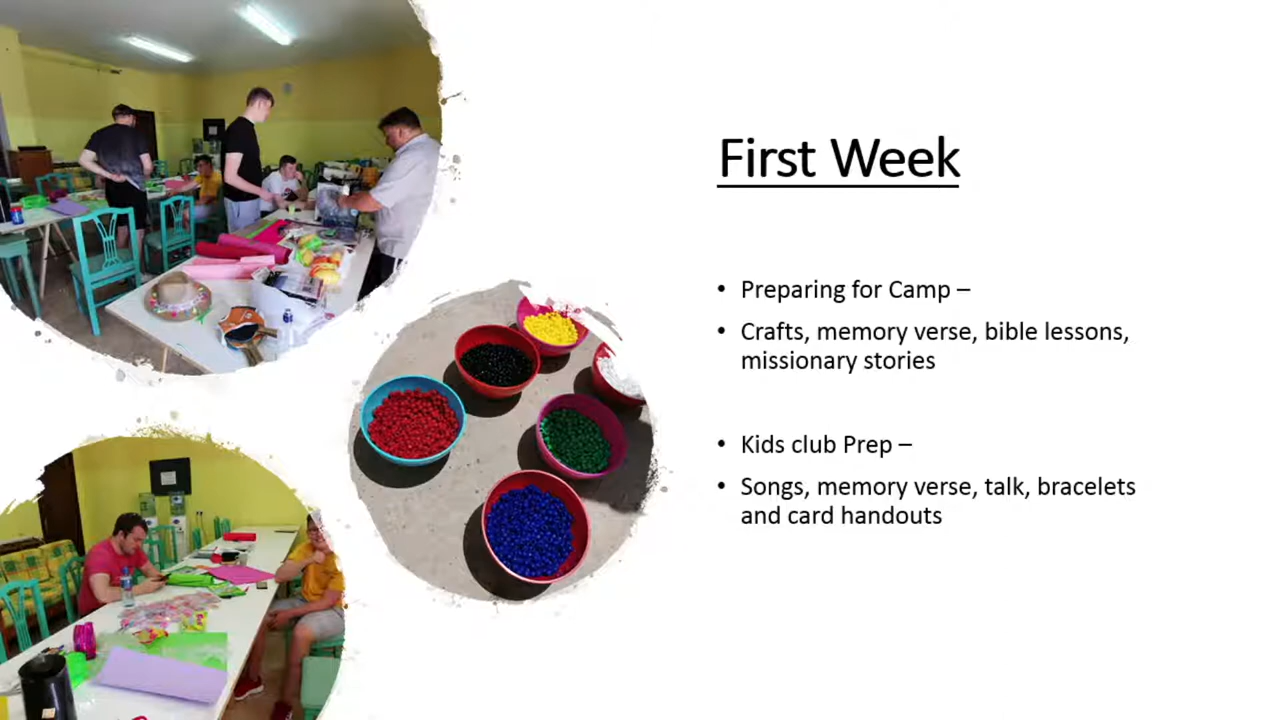 First Week
• Preparing for Camp –
• Crafts, memory verse, bible lessons,
missionary stories
• Kids club Prep –
• Songs, memory verse, talk, bracelets
and card handouts